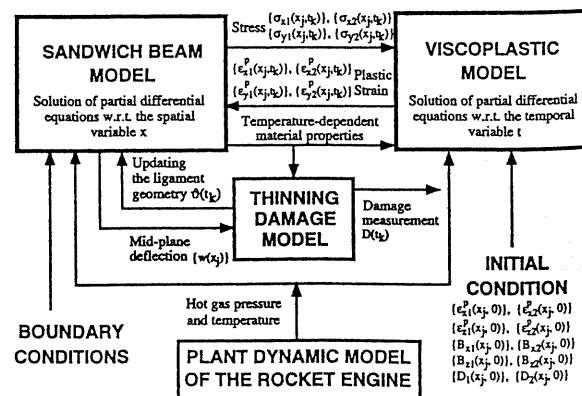 SANDWICH BEAM
MODEL
Solution of partial differential
equations w.r.t. the spatial
variable x
Stress {σx1(xj,tk)}, {σx2(xj,tk)}
{σy1(xj,tk)}, {σy2(xj,tk)}
{εᵖx1(xj,tk)}, {εᵖx2(xj,tk)} Plastic
{εᵖy1(xj,tk)}, {εᵖy2(xj,tk)} Strain
Temperature-dependent
material properties
VISCOPLASTIC
MODEL
Solution of partial differential
equations w.r.t. the temporal
variable t
Updating
the ligament
geometry ϑ(tk)
THINNING
DAMAGE
MODEL
Damage
measurement
D(tk)
Mid-plane
deflection {w(xj)}
Hot gas pressure
and temperature
BOUNDARY
CONDITIONS
PLANT DYNAMIC MODEL
OF THE ROCKET ENGINE
INITIAL
CONDITION
{εᵖx1(xj, 0)}, {εᵖx2(xj, 0)}
{εᵖz1(xj, 0)}, {εᵖz2(xj, 0)}
{Bx1(xj, 0)}, {Bx2(xj, 0)}
{Bz1(xj, 0)}, {Bz2(xj, 0)}
{D1(xj, 0)}, {D2(xj, 0)}